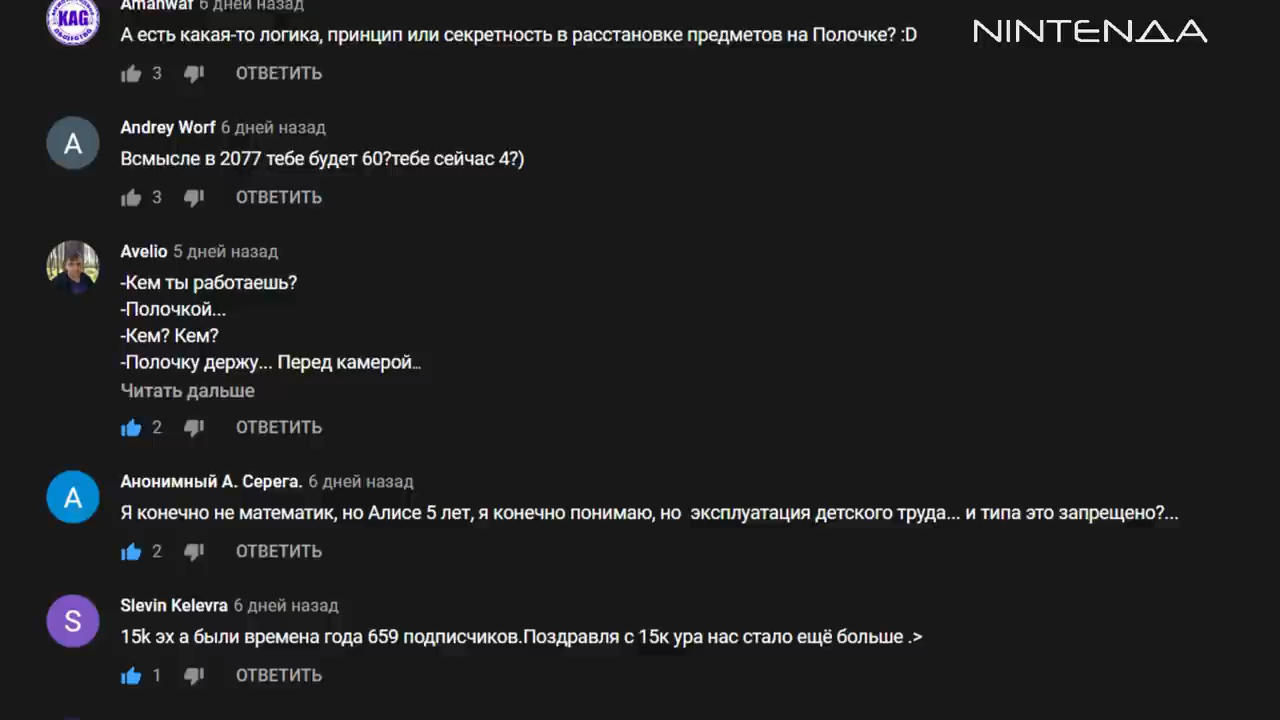 Amanwaf 6 дней назад
KAG
А есть какая-то логика, принцип или секретность в расстановке предметов на Полочке? :D
NINTENДA
3
ОТВЕТИТЬ
A
Andrey Worf 6 дней назад
Всмысле в 2077 тебе будет 60?тебе сейчас 4?)
3
ОТВЕТИТЬ
Avelio 5 дней назад
-Кем ты работаешь?
-Полочкой...
-Кем? Кем?
-Полочку держу... Перед камерой...
Читать дальше
2
ОТВЕТИТЬ
A
Анонимный А. Серега. 6 дней назад
Я конечно не математик, но Алисе 5 лет, я конечно понимаю, но эксплуатация детского труда... и типа это запрещено?...
2
ОТВЕТИТЬ
S
Slevin Kelevra 6 дней назад
15k эх а были времена года 659 подписчиков.Поздравля с 15к ура нас стало ещё больше .>
1
ОТВЕТИТЬ